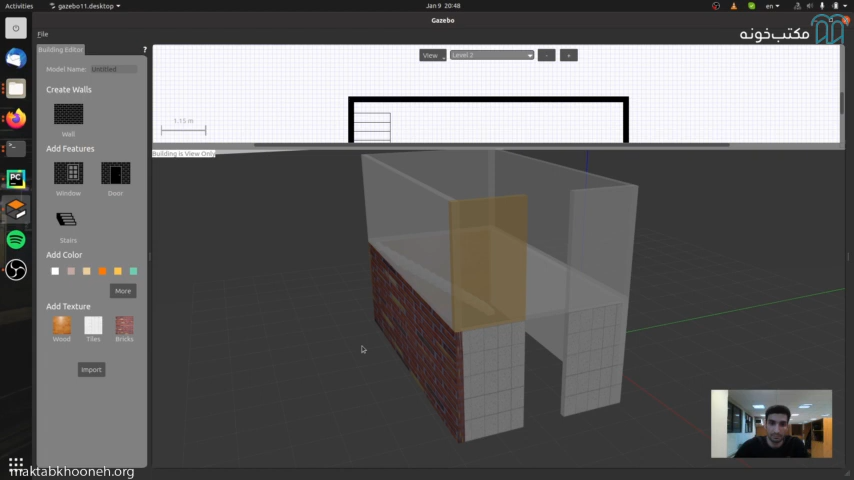 Activities
gazebo11.desktop
Jan 9 20:48
en
Gazebo
مکتب‌خونه
File
Building Editor
?
Model Name:
Untitled
View
Level 2
-
+
Create Walls
Wall
1.15 m
Add Features
Building is View Only
Window
Door
Stairs
Add Color
More
Add Texture
Wood
Tiles
Bricks
Import
maktabkhooneh.org